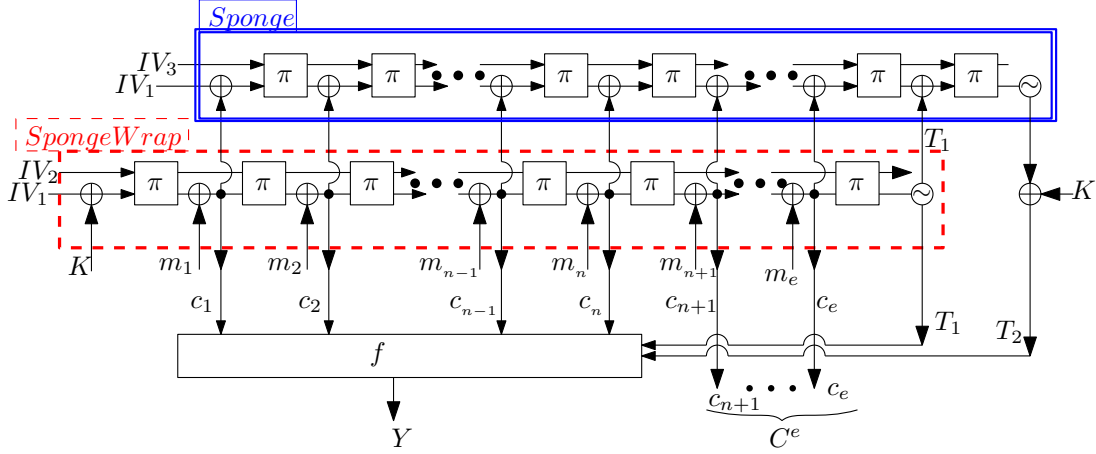 Sponge
IV₃ π π • • • π π • • • π π
IV₁
SpongeWrap
T₁
IV₂ π π π • • • π π • • • π
IV₁ K
K m₁ m₂ mₙ₋₁ mₙ mₙ₊₁ mₑ
c₁ c₂ cₙ₋₁ cₙ cₙ₊₁ cₑ
T₁ T₂
f
cₙ₊₁ • • • cₑ
Y Cᵉ